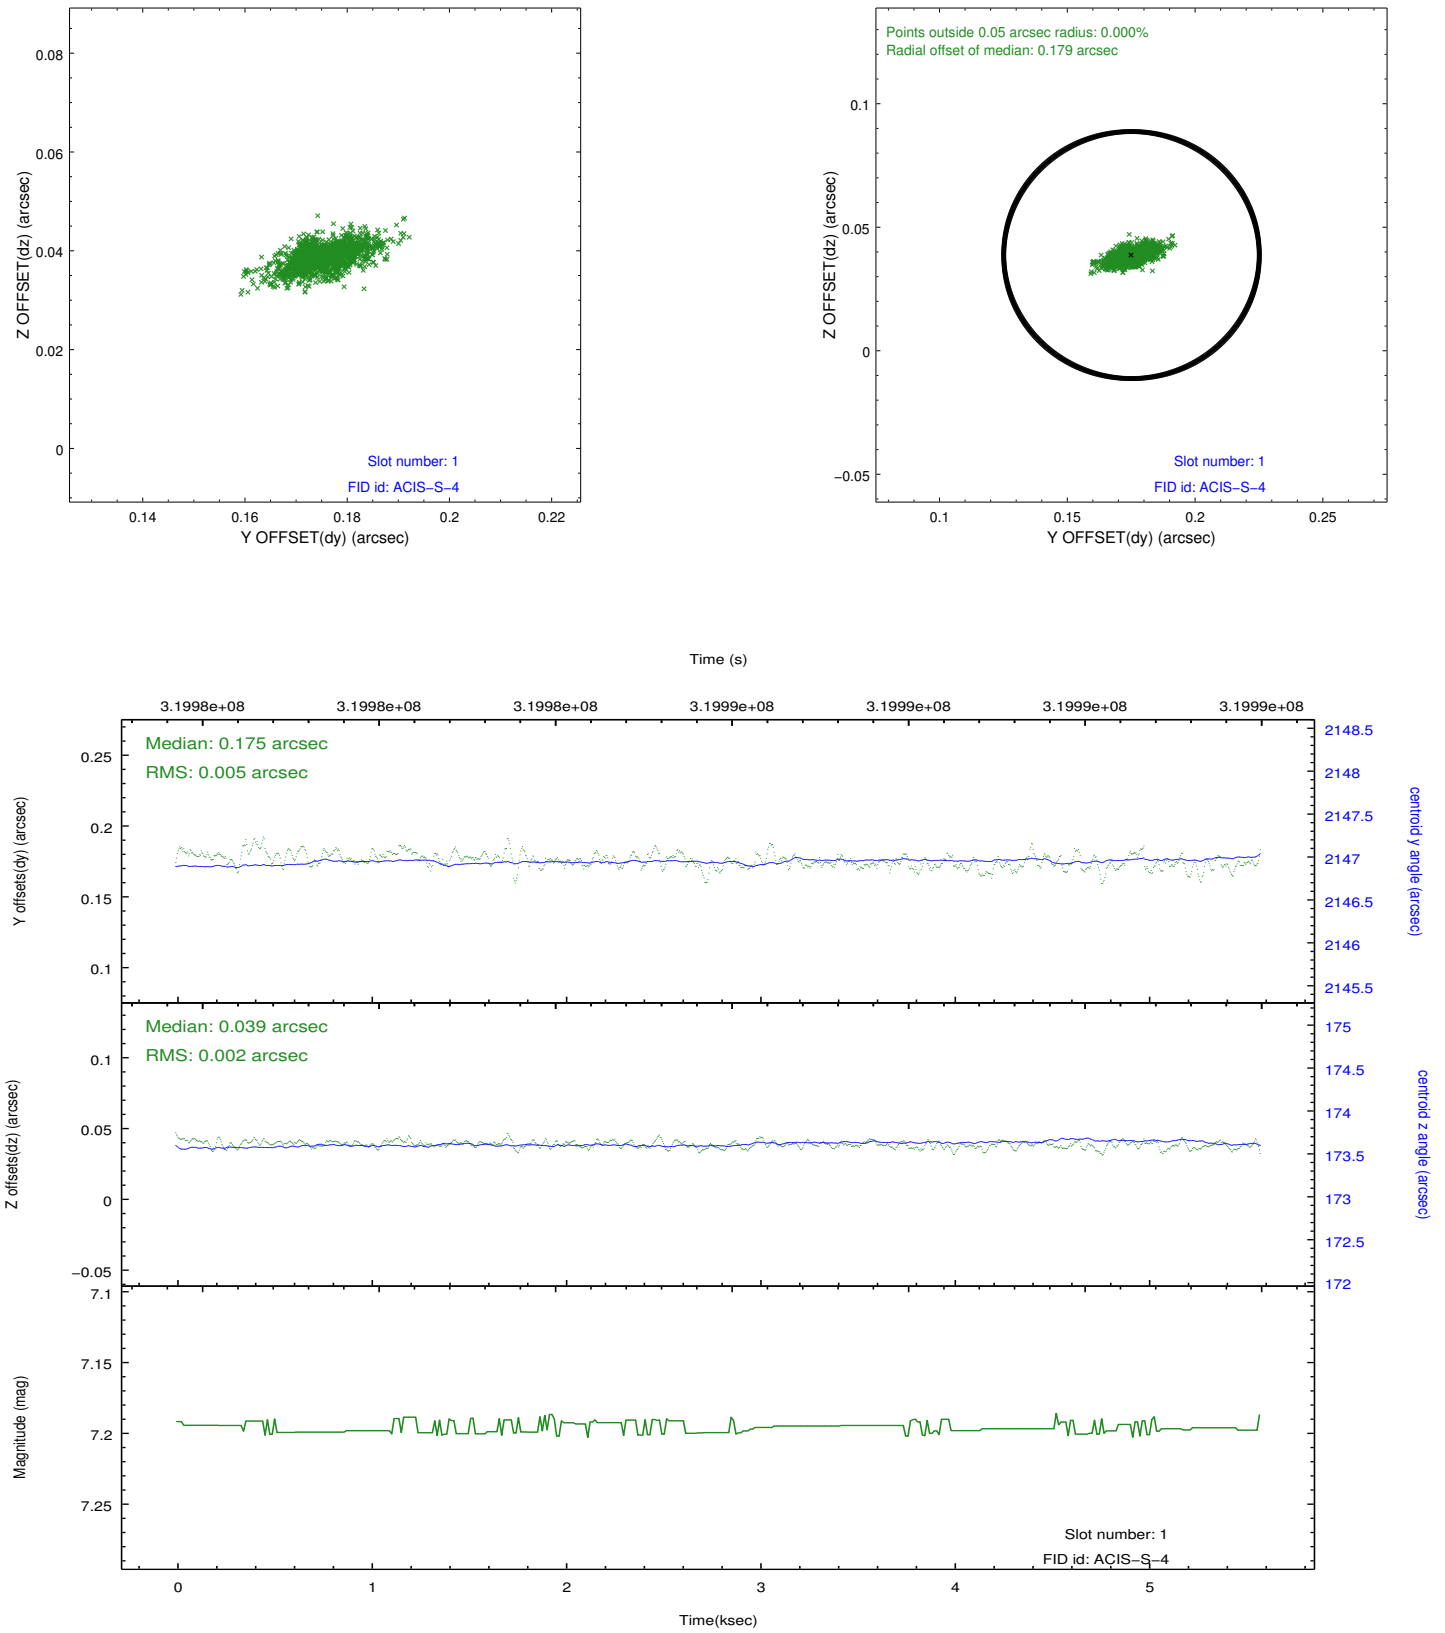 0.08
0.06
0.04
0.02
0
Z OFFSET(dz) (arcsec)
Slot number: 1
FID id: ACIS−S−4
0.14 0.16 0.18 0.2 0.22
Y OFFSET(dy) (arcsec)
Points outside 0.05 arcsec radius: 0.000%
Radial offset of median: 0.179 arcsec
0.1
0.05
0
−0.05
Z OFFSET(dz) (arcsec)
Slot number: 1
FID id: ACIS−S−4
0.1 0.15 0.2 0.25
Y OFFSET(dy) (arcsec)
Time (s)
3.1998e+08 3.1998e+08 3.1998e+08 3.1999e+08 3.1999e+08 3.1999e+08 3.1999e+08
Median: 0.175 arcsec
RMS: 0.005 arcsec
0.25
0.2
0.15
0.1
Y offsets(dy) (arcsec)
2148.5
2148
2147.5
2147
2146.5
2146
2145.5
centroid y angle (arcsec)
Median: 0.039 arcsec
RMS: 0.002 arcsec
0.1
0.05
0
−0.05
Z offsets(dz) (arcsec)
175
174.5
174
173.5
173
172.5
172
centroid z angle (arcsec)
7.1
7.15
7.2
7.25
Magnitude (mag)
Slot number: 1
FID id: ACIS−S−4
0 1 2 3 4 5
Time(ksec)